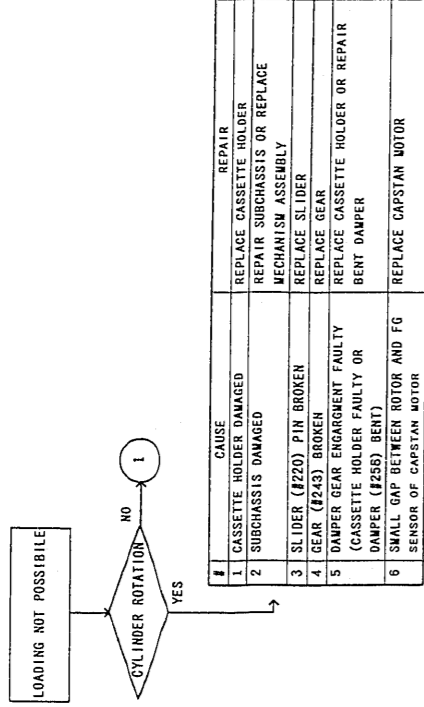 LOADING NOT POSSIBILE
CYLINDER ROTATION
NO
1
YES
# CAUSE REPAIR
1 CASSETTE HOLDER DAMAGED REPLACE CASSETTE HOLDER
2 SUBCHASSIS DAMAGED REPAIR SUBCHASSIS OR REPLACE
MECHANISM ASSEMBLY
3 SLIDER (#220) PIN BROKEN REPLACE SLIDER
4 GEAR (#243) BROKEN REPLACE GEAR
5 DAMPER GEAR ENGARGMENT FAULTY REPLACE CASSETTE HOLDER OR REPAIR
(CASSETTE HOLDER FAULTY OR BENT DAMPER
DAMPER (#256) BENT)
6 SMALL GAP BETWEEN ROTOR AND FG REPLACE CAPSTAN MOTOR
SENSOR OF CAPSTAN MOTOR